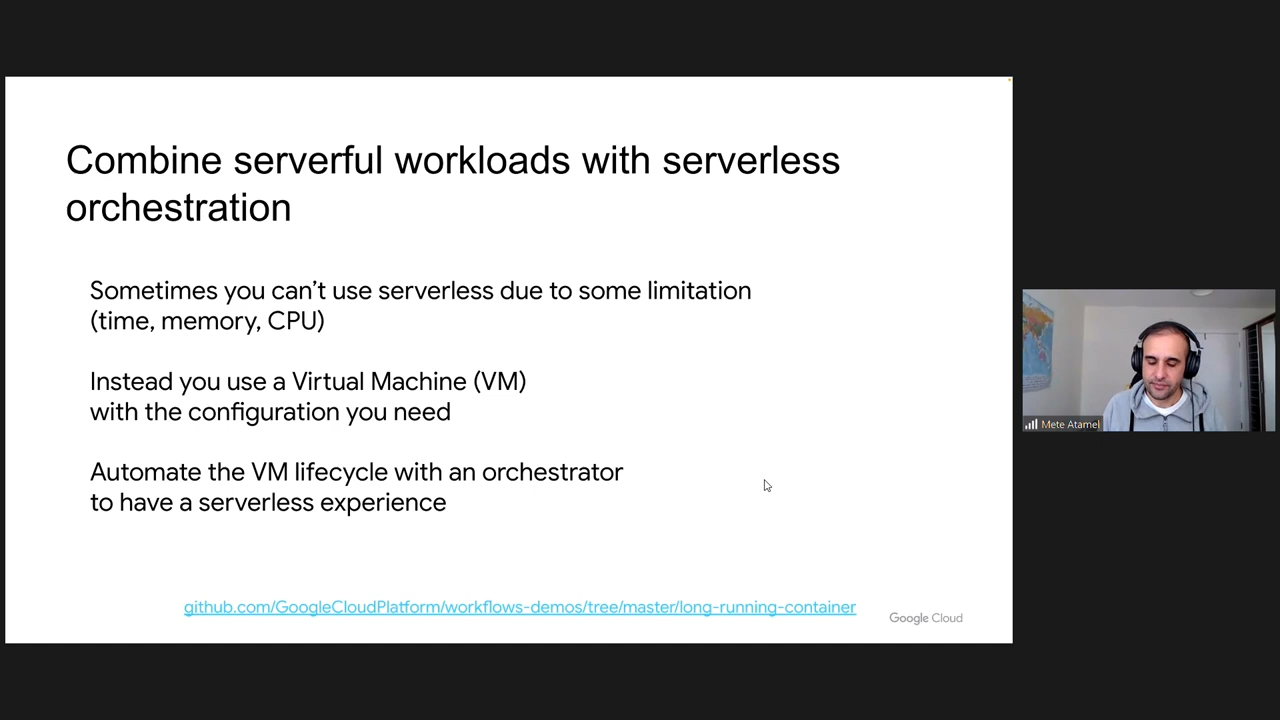 Combine serverful workloads with serverless
orchestration
Sometimes you can’t use serverless due to some limitation
(time, memory, CPU)
Instead you use a Virtual Machine (VM)
with the configuration you need
Automate the VM lifecycle with an orchestrator
to have a serverless experience
github.com/GoogleCloudPlatform/workflows-demos/tree/master/long-running-container
Google Cloud
Mete Atamel